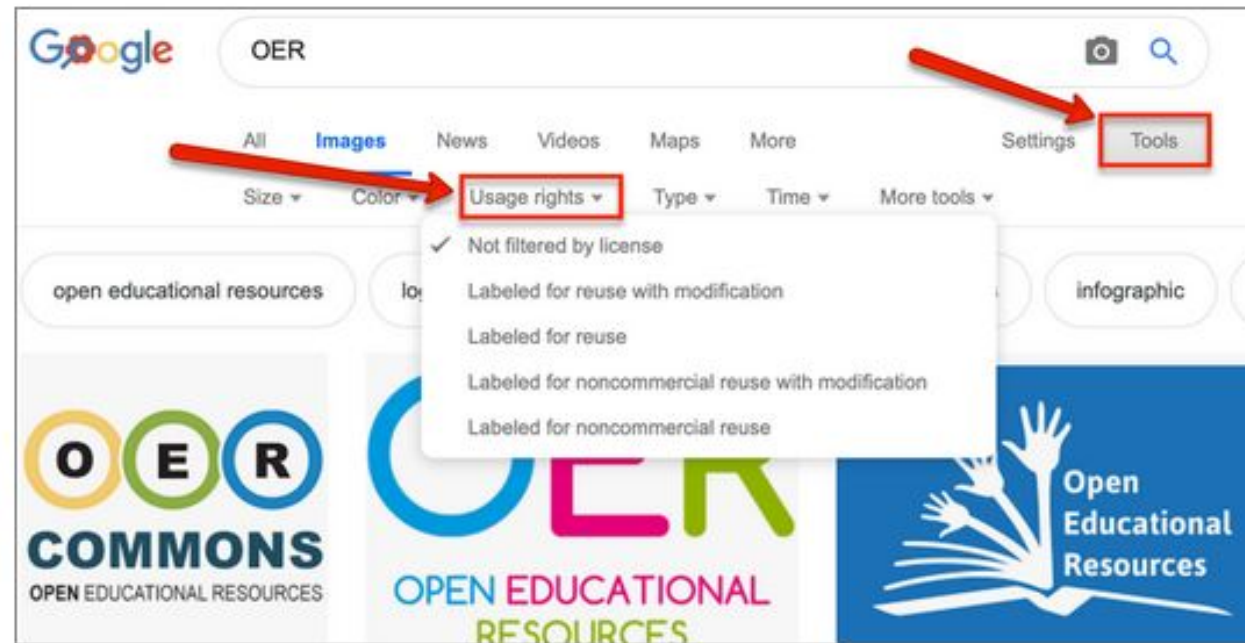 Google
OER
All Images News Videos Maps More Settings Tools
Size Color Usage rights Type Time More tools
Not filtered by license
Labeled for reuse with modification
Labeled for reuse
Labeled for noncommercial reuse with modification
Labeled for noncommercial reuse
open educational resources
infographic
O E R
COMMONS
OPEN EDUCATIONAL RESOURCES
OER
OPEN EDUCATIONAL
RESOURCES
Open
Educational
Resources